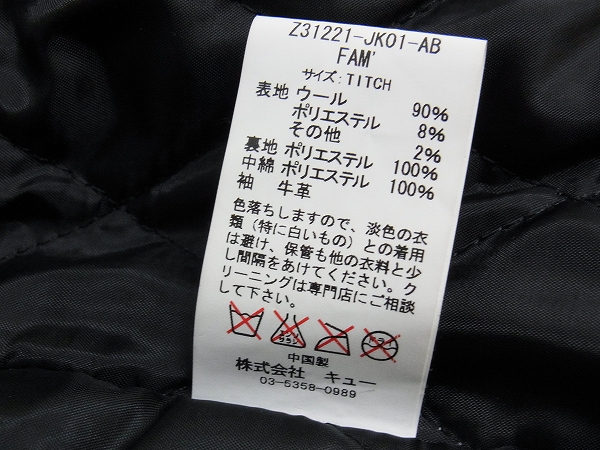 Z31221-JK01-AB
FAM'
サイズ:TITCH
表地 ウール 90%
ポリエステル 8%
その他 2%
裏地 ポリエステル 100%
中綿 ポリエステル 100%
袖 牛革
色落ちしますので、淡色の衣
類(特に白いもの)との着用
は避け、保管も他の衣料と少
し間隔をあけてください。ク
リーニングは専門店にご相談
して下さい。
中国製
株式会社 キュー
03-5358-0989